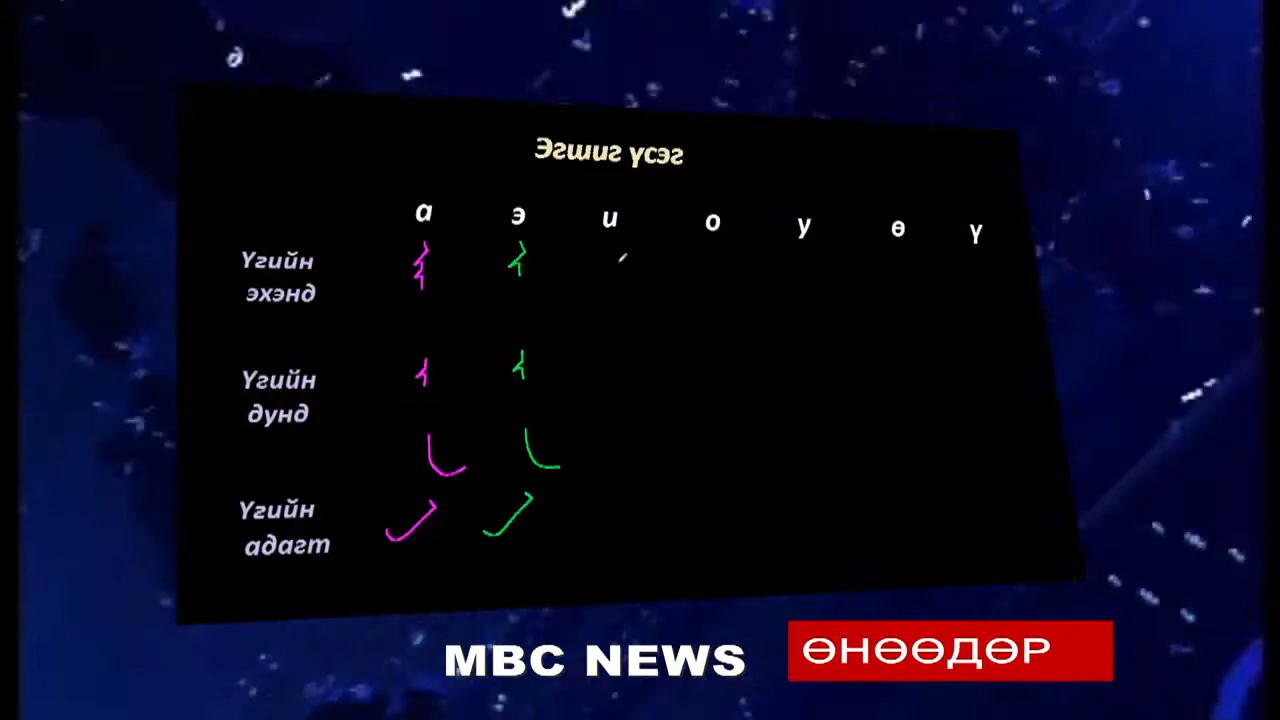 Эгшиг үсэг
а э и о у ө ү
Үгийн
эхэнд
Үгийн
дунд
Үгийн
адагт
MBC NEWS
ӨНӨӨДӨР